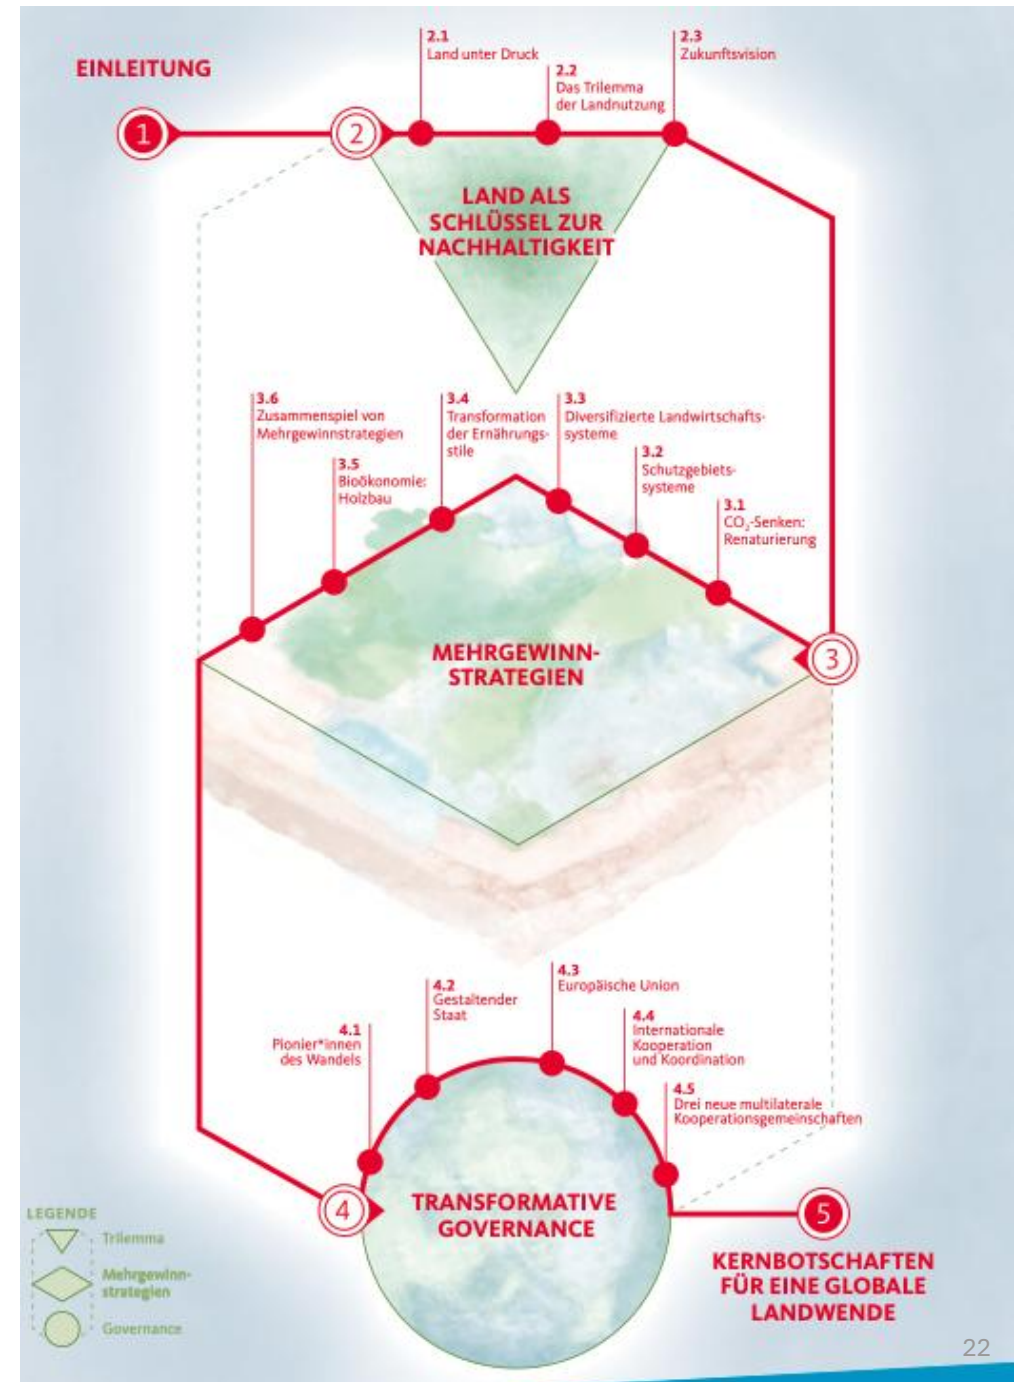 EINLEITUNG
1
2
2.1
Land unter Druck
2.2
Das Trilemma
der Landnutzung
2.3
Zukunftsvision
LAND ALS
SCHLÜSSEL ZUR
NACHHALTIGKEIT
3.6
Zusammenspiel von
Mehrgewinnstrategien
3.5
Bioökonomie:
Holzbau
3.4
Transformation
der Ernährungs-
stile
3.3
Diversifizierte Landwirtschafts-
systeme
3.2
Schutzgebiets-
systeme
3.1
CO₂-Senken:
Renaturierung
3
MEHRGEWINN-
STRATEGIEN
4.1
Pionier*innen
des Wandels
4.2
Gestaltender
Staat
4.3
Europäische Union
4.4
Internationale
Kooperation
und Koordination
4.5
Drei neue multilaterale
Kooperationsgemeinschaften
4
TRANSFORMATIVE
GOVERNANCE
5
KERNBOTSCHAFTEN
FÜR EINE GLOBALE
LANDWENDE
LEGENDE
Trilemma
Mehrgewinn-
strategien
Governance
22